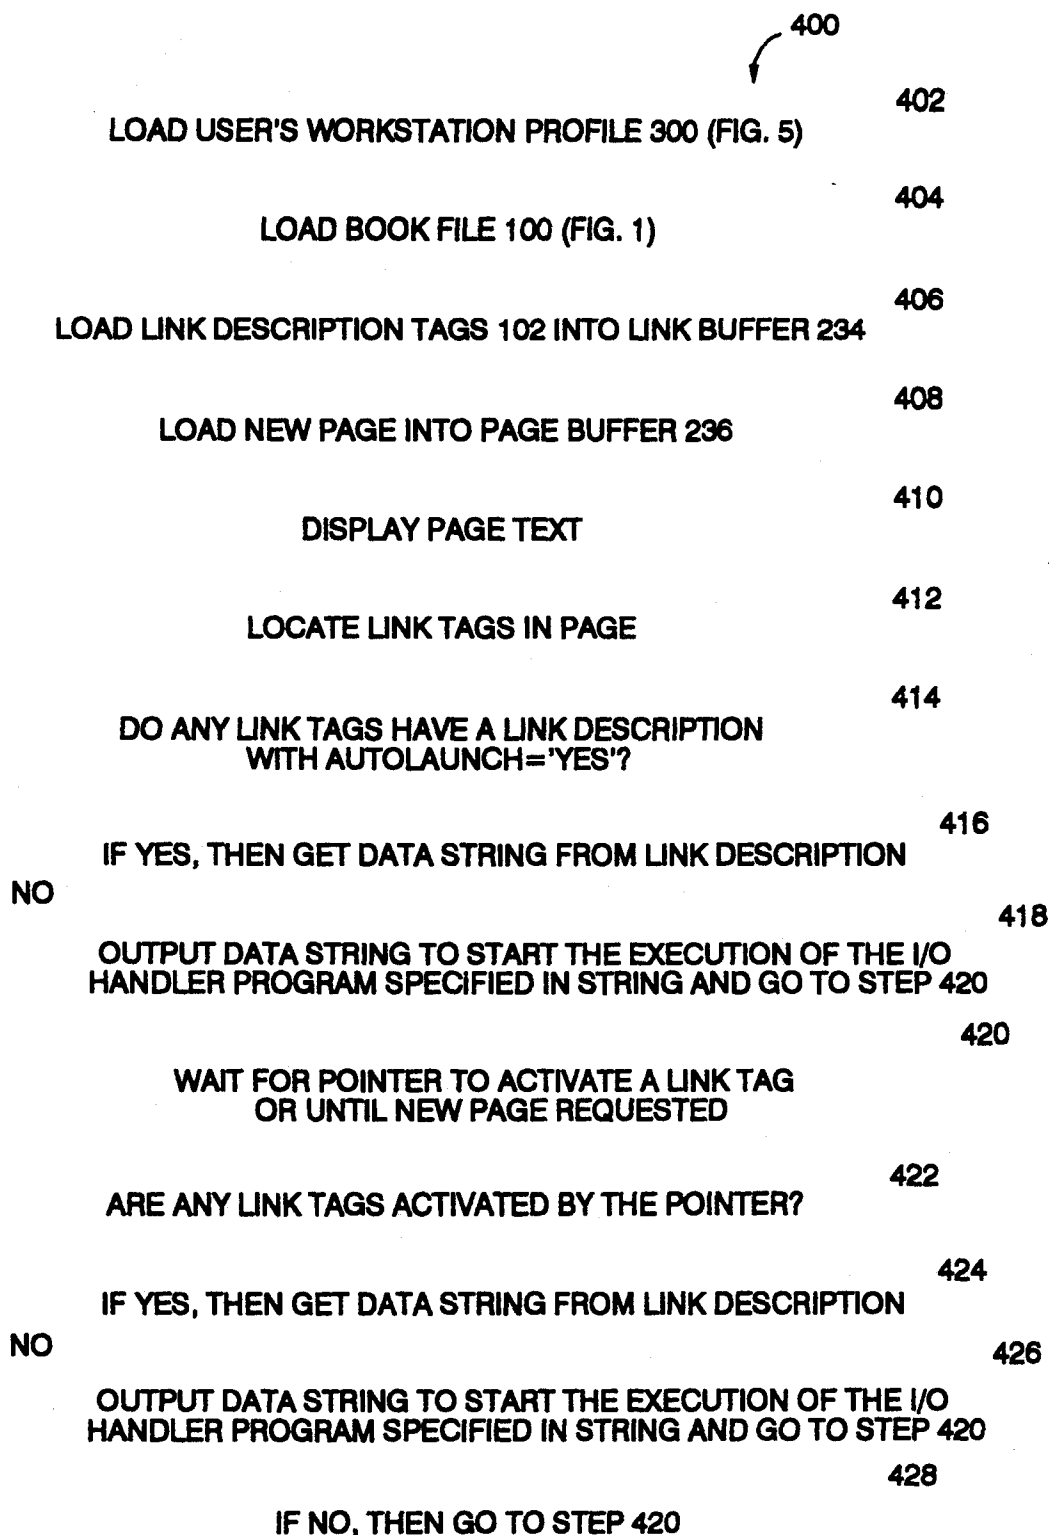 400
402
LOAD USER'S WORKSTATION PROFILE 300 (FIG. 5)
404
LOAD BOOK FILE 100 (FIG. 1)
406
LOAD LINK DESCRIPTION TAGS 102 INTO LINK BUFFER 234
408
LOAD NEW PAGE INTO PAGE BUFFER 236
410
DISPLAY PAGE TEXT
412
LOCATE LINK TAGS IN PAGE
414
DO ANY LINK TAGS HAVE A LINK DESCRIPTION
WITH AUTOLAUNCH='YES'?
416
IF YES, THEN GET DATA STRING FROM LINK DESCRIPTION
NO
418
OUTPUT DATA STRING TO START THE EXECUTION OF THE I/O
HANDLER PROGRAM SPECIFIED IN STRING AND GO TO STEP 420
420
WAIT FOR POINTER TO ACTIVATE A LINK TAG
OR UNTIL NEW PAGE REQUESTED
422
ARE ANY LINK TAGS ACTIVATED BY THE POINTER?
424
IF YES, THEN GET DATA STRING FROM LINK DESCRIPTION
NO
426
OUTPUT DATA STRING TO START THE EXECUTION OF THE I/O
HANDLER PROGRAM SPECIFIED IN STRING AND GO TO STEP 420
428
IF NO, THEN GO TO STEP 420